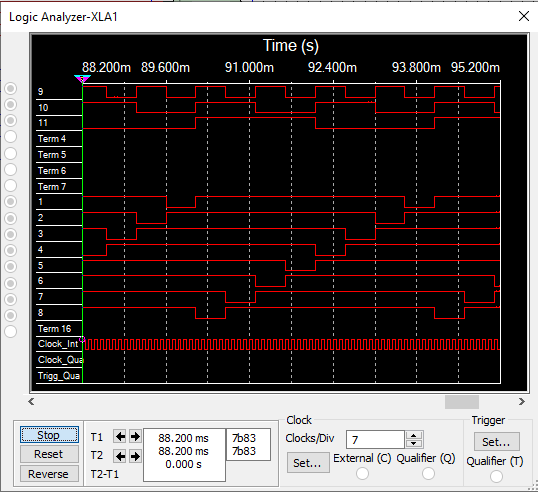 Logic Analyzer-XLA1
Time (s)
88.200m 89.600m 91.000m 92.400m 93.800m 95.200m
9
10
11
Term 4
Term 5
Term 6
Term 7
1
2
3
4
5
6
7
8
Term 16
Clock_Int
Clock_Qua
Trigg_Qua
Stop
Reset
Reverse
T1 88.200 ms 7b83
T2 88.200 ms 7b83
T2-T1 0.000 s
Clock
Clocks/Div 7
Set... External (C) Qualifier (Q)
Trigger
Set...
Qualifier (T)